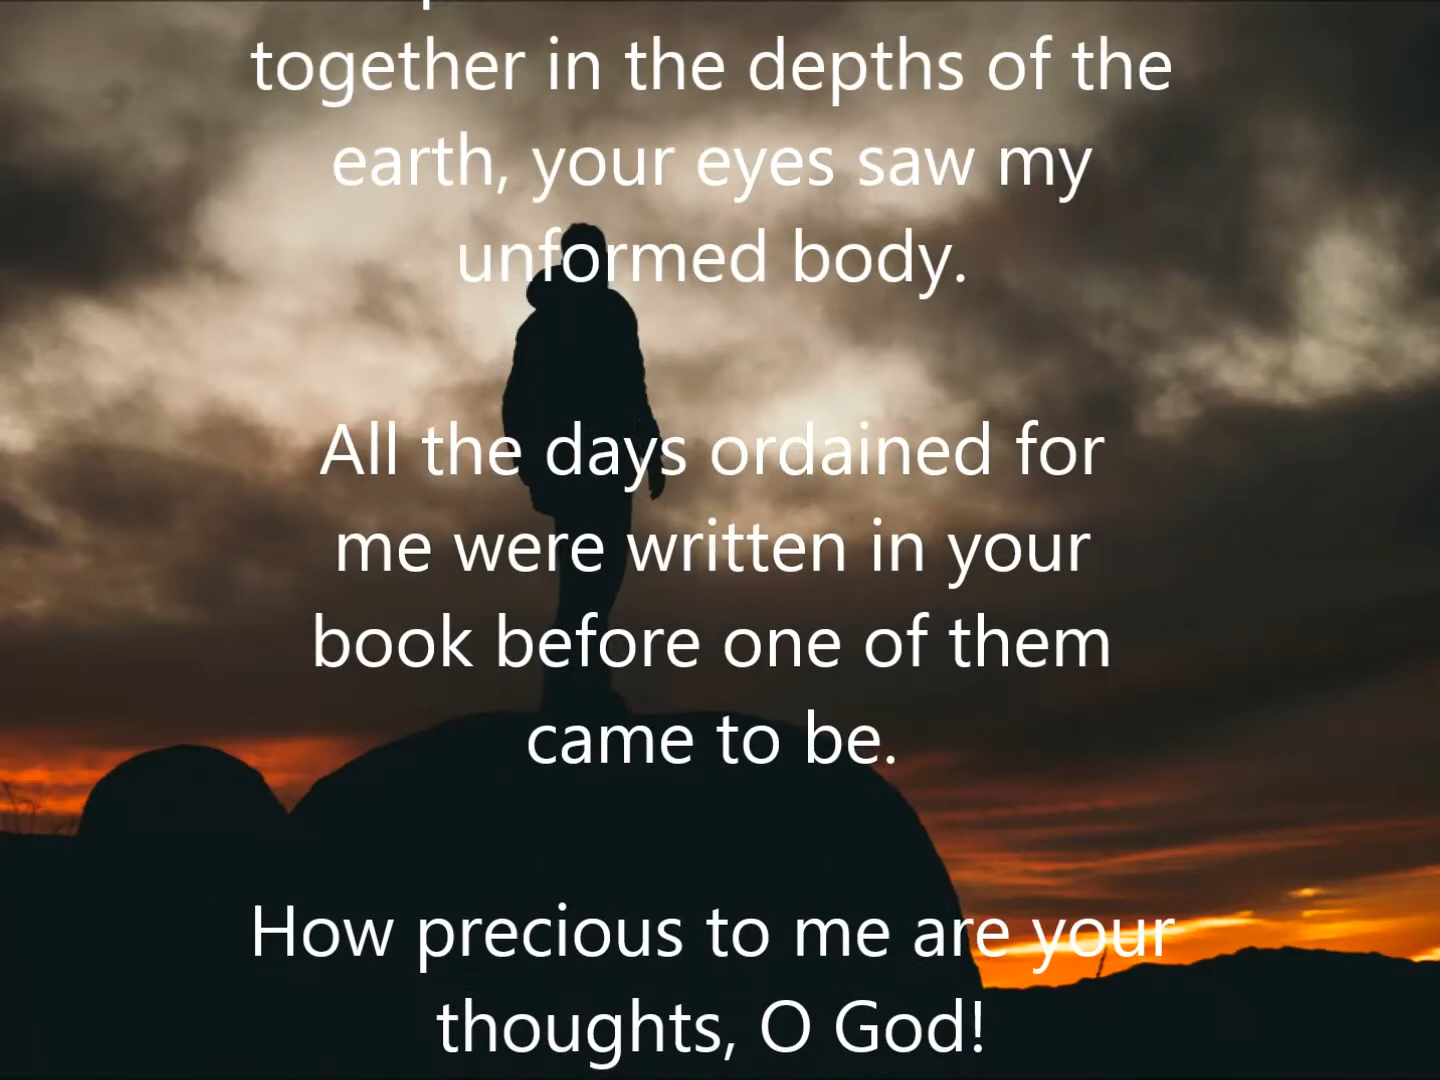 together in the depths of the
earth, your eyes saw my
unformed body.
All the days ordained for
me were written in your
book before one of them
came to be.
How precious to me are your
thoughts, O God!